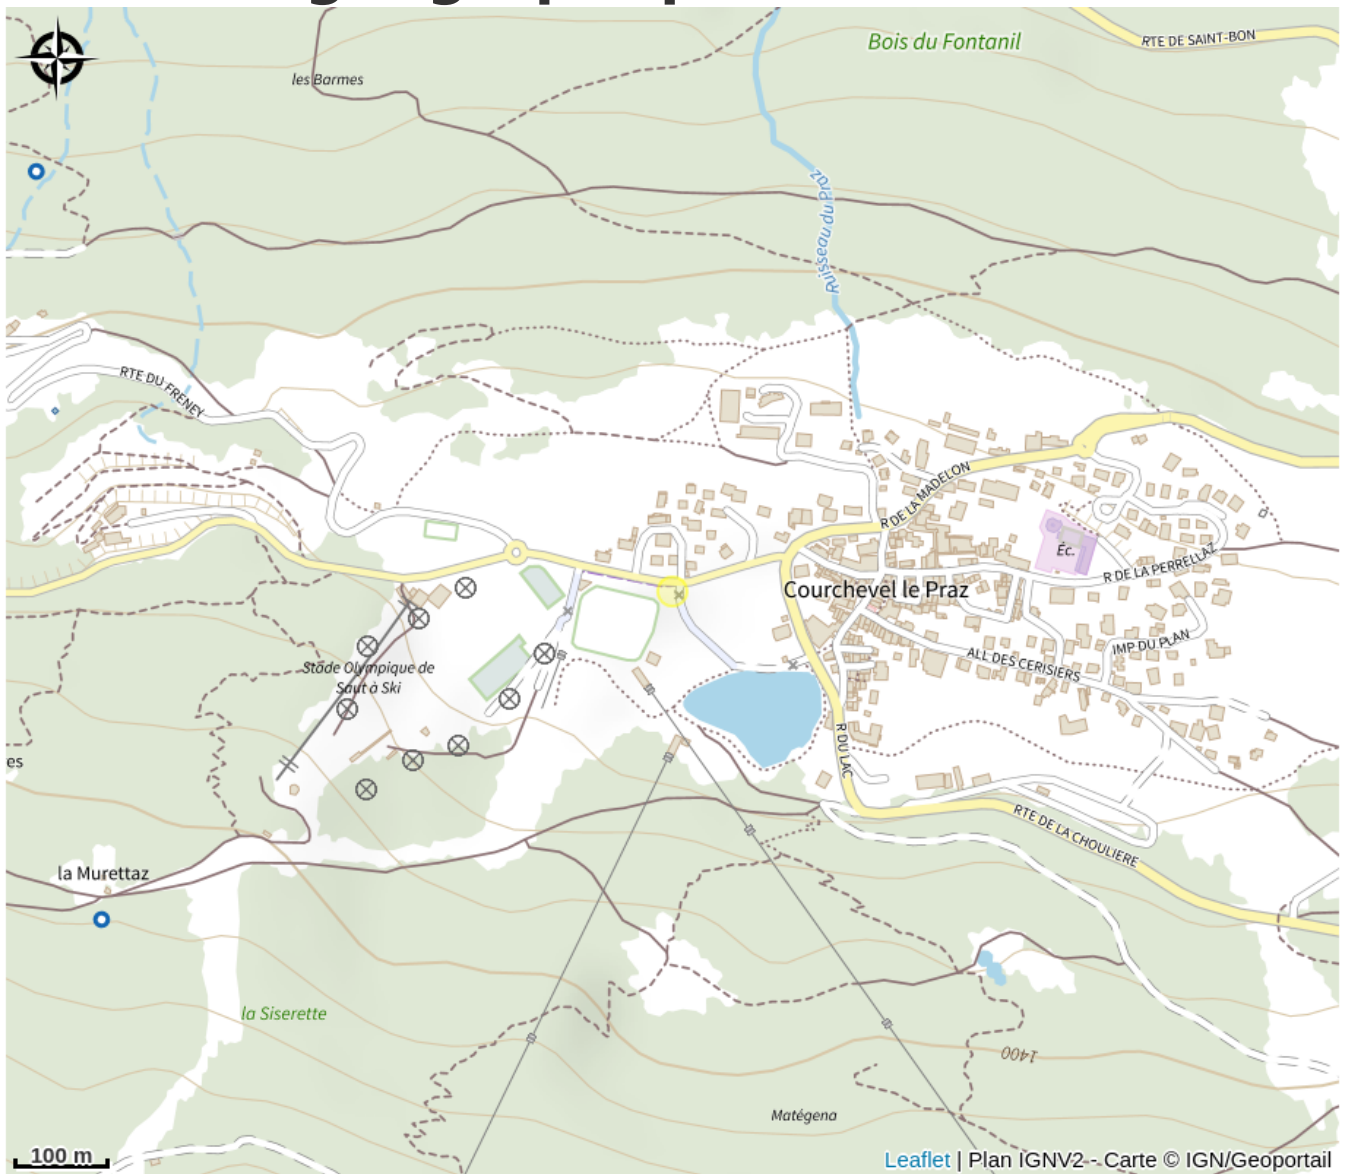 Bois du Fontanil
RTE DE SAINT-BON
les Barmes
Ruisseau du Praz
RTE DU FRENEY
R DE LA MADELON
Éc.
R DE LA PERRELLAZ
Courchevel le Praz
IMP DU PLAN
ALL DES CERISIERS
Stade Olympique de
Saut à Ski
R DU LAC
es
RTE DE LA CHOULIERE
la Murettaz
la Siserette
1400
Matégena
100 m
Leaflet | Plan IGNV2 - Carte © IGN/Geoportail